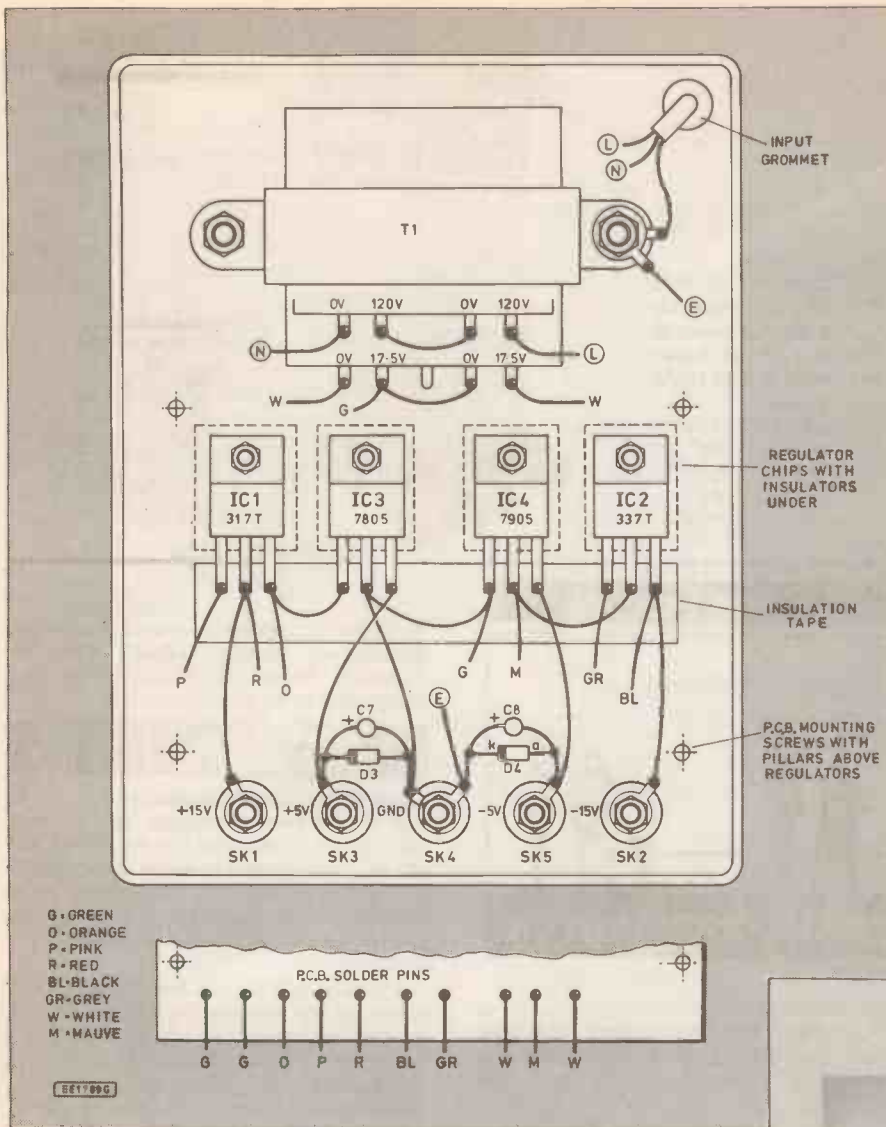 INPUT
GROMMET
L
N
T1
E
0V 120V 0V 120V
N
L
0V 17·5V 0V 17·5V
W
G
W
REGULATOR
CHIPS WITH
INSULATORS
UNDER
IC1
317T
IC3
7805
IC4
7905
IC2
337T
INSULATION
TAPE
P R O G M GR BL
E
+ C7
+ C8
D3
k D4 a
P.C.B. MOUNTING
SCREWS WITH
PILLARS ABOVE
REGULATORS
+15V +5V GND -5V -15V
SK1 SK3 SK4 SK5 SK2
G=GREEN
O=ORANGE
P=PINK
R=RED
BL=BLACK
GR=GREY
W=WHITE
M=MAUVE
P.C.B. SOLDER PINS
G G O P R BL GR W M W
EE1789G